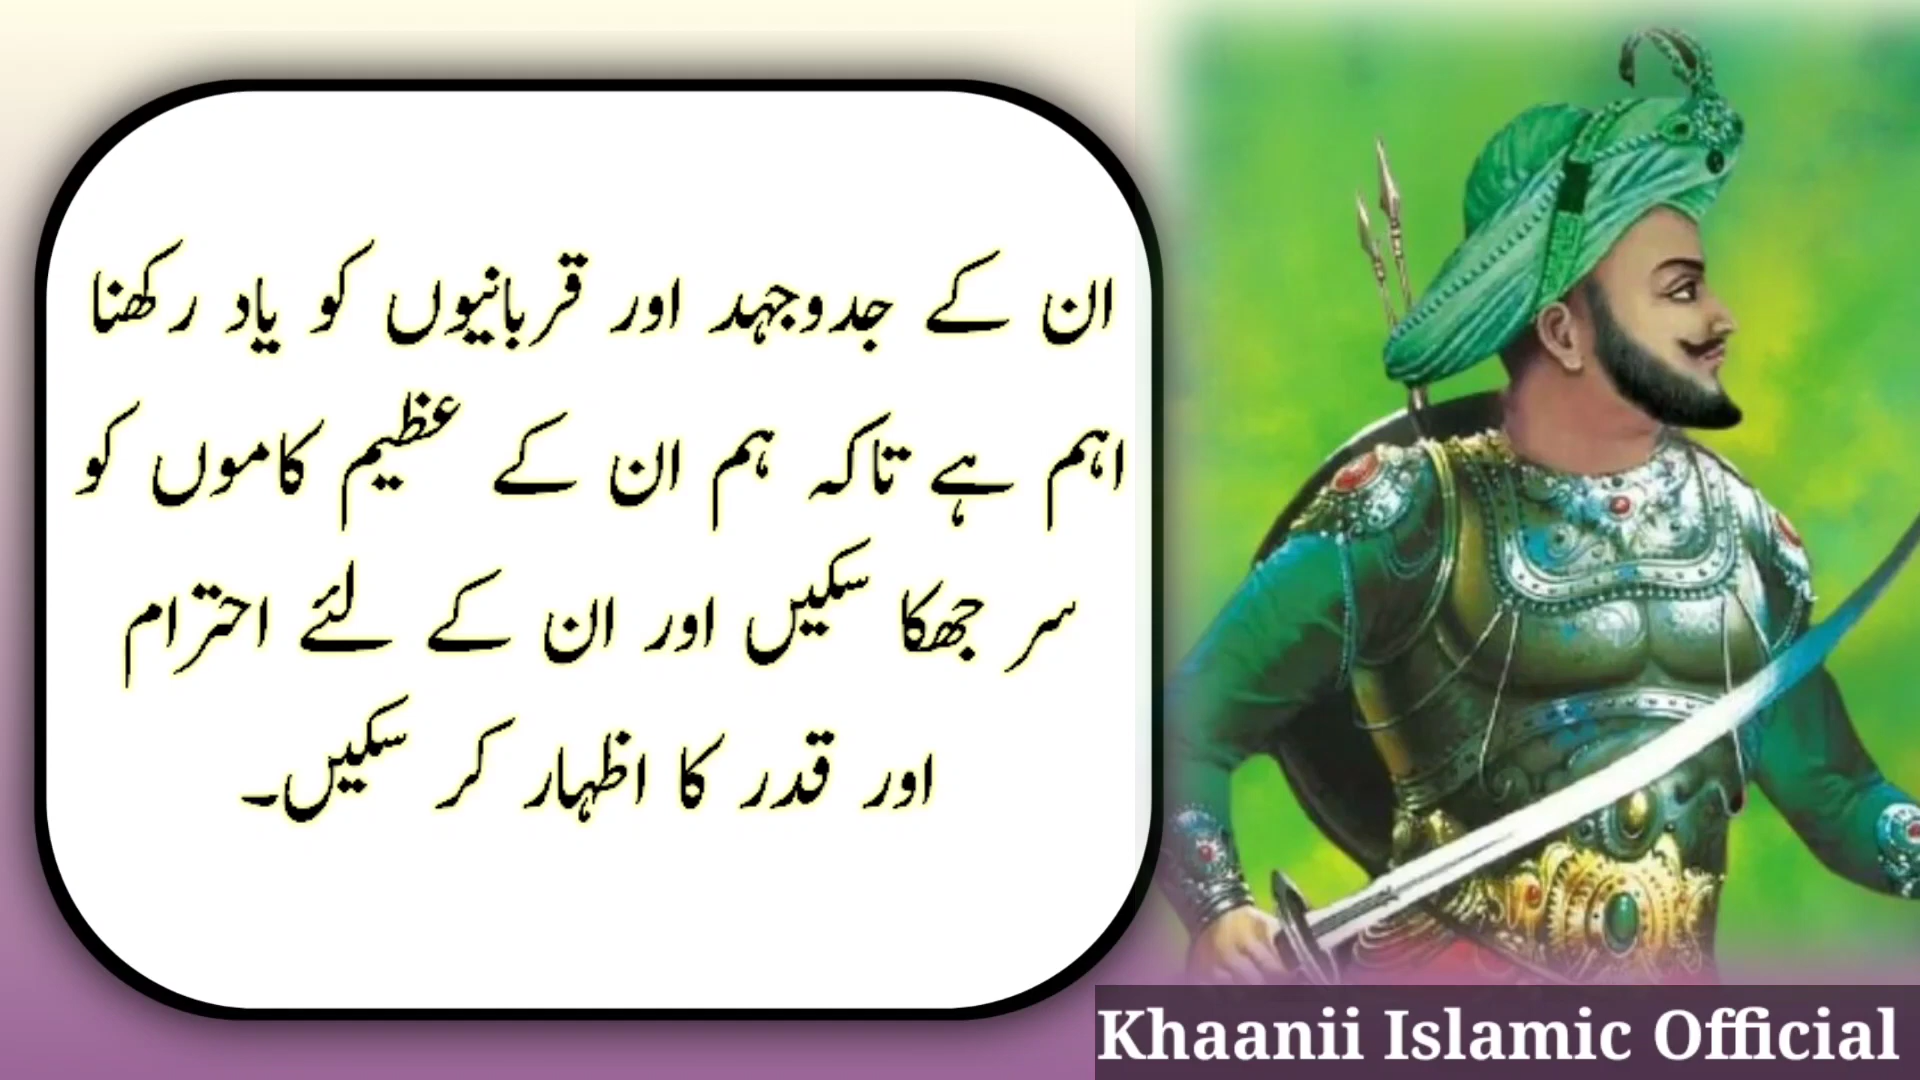 ان کے جدوجہد اور قربانیوں کو یاد رکھنا
اہم ہے تاکہ ہم ان کے عظیم کاموں کو
سر جھکا سکیں اور ان کے لئے احترام
اور قدر کا اظہار کر سکیں۔
Khaanii Islamic Official